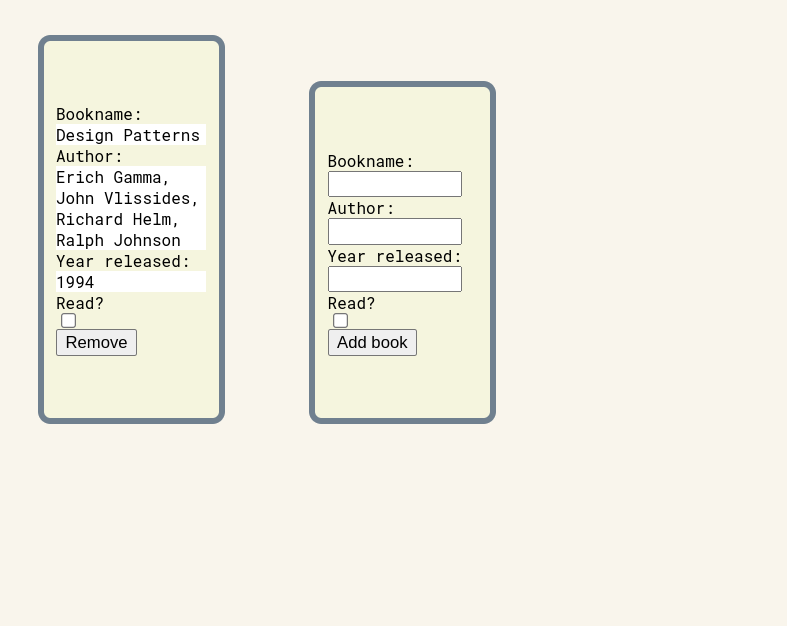 Bookname:
Design Patterns
Author:
Erich Gamma,
John Vlissides,
Richard Helm,
Ralph Johnson
Year released:
1994
Read?
Remove
Bookname:
Author:
Year released:
Read?
Add book